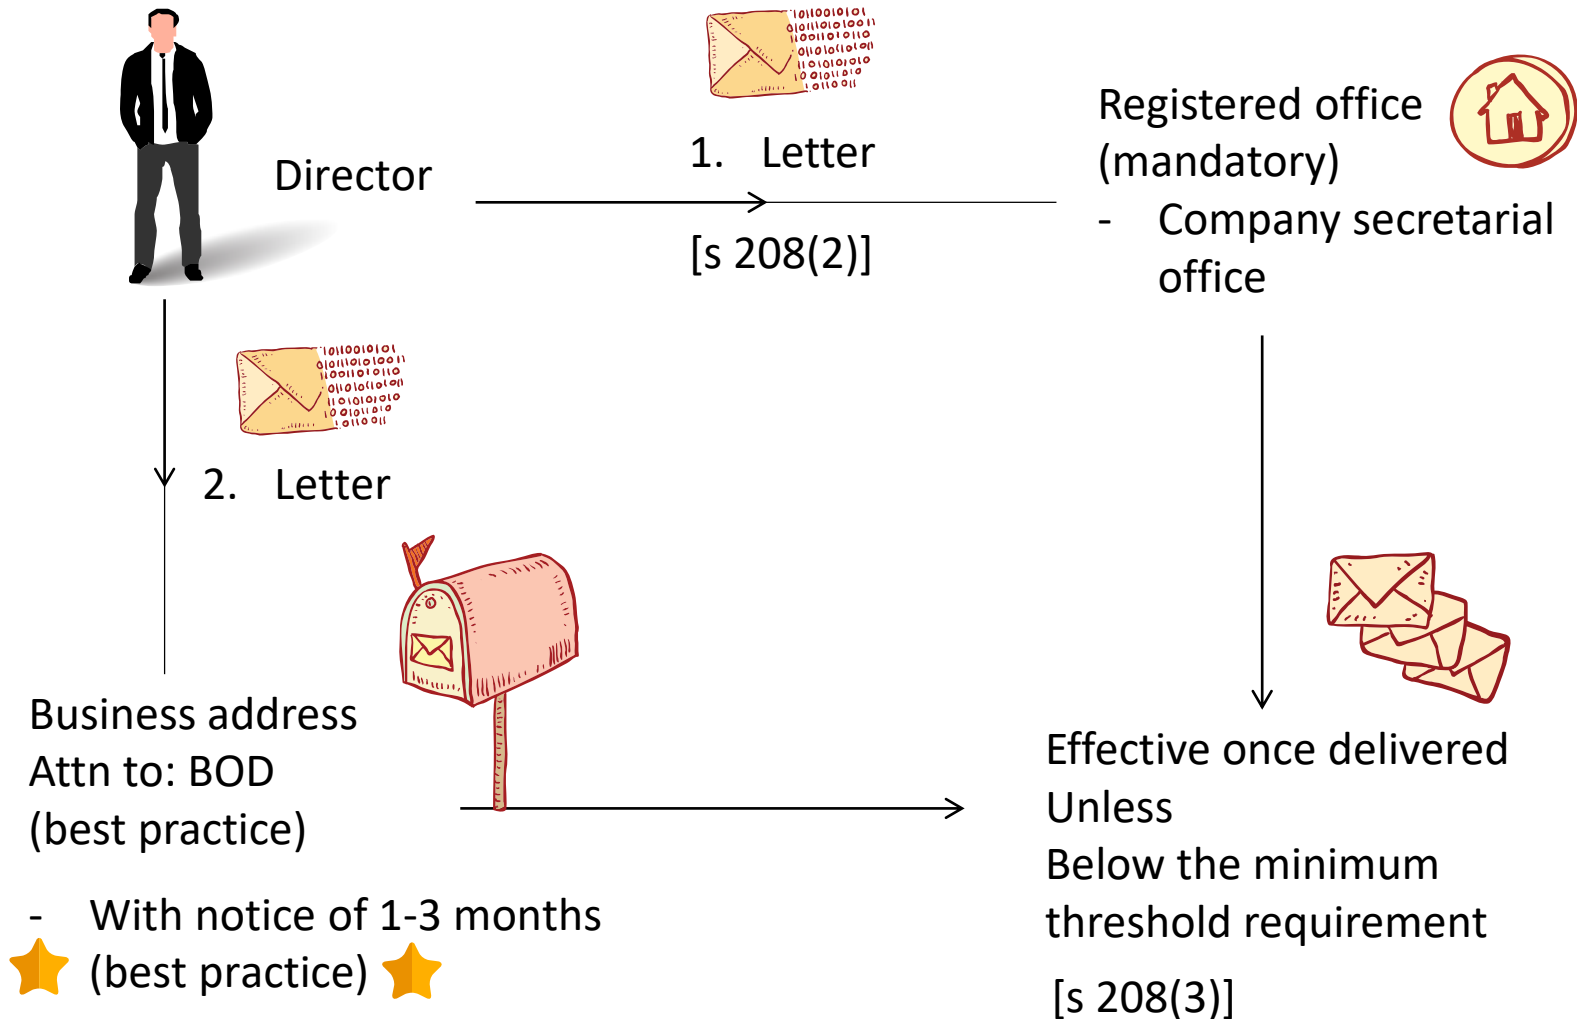 Director
1. Letter
[s 208(2)]
Registered office
(mandatory)
- Company secretarial
office
2. Letter
Business address
Attn to: BOD
(best practice)
- With notice of 1-3 months
(best practice)
Effective once delivered
Unless
Below the minimum
threshold requirement
[s 208(3)]